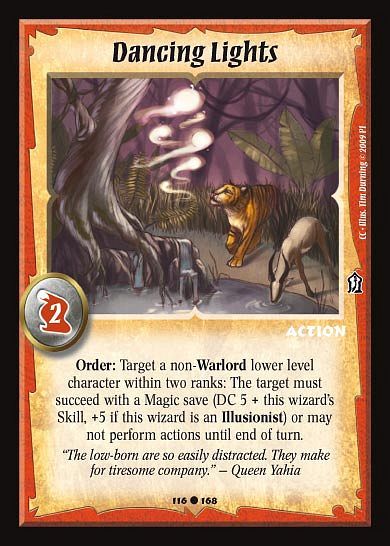 Dancing Lights
CC • Illus. Tim Durning © 2009 P1
2
ACTION
Order: Target a non-Warlord lower level
character within two ranks: The target must
succeed with a Magic save (DC 5 + this wizard's
Skill, +5 if this wizard is an Illusionist) or may
not perform actions until end of turn.
"The low-born are so easily distracted. They make
for tiresome company." – Queen Yahia
116 ● 168